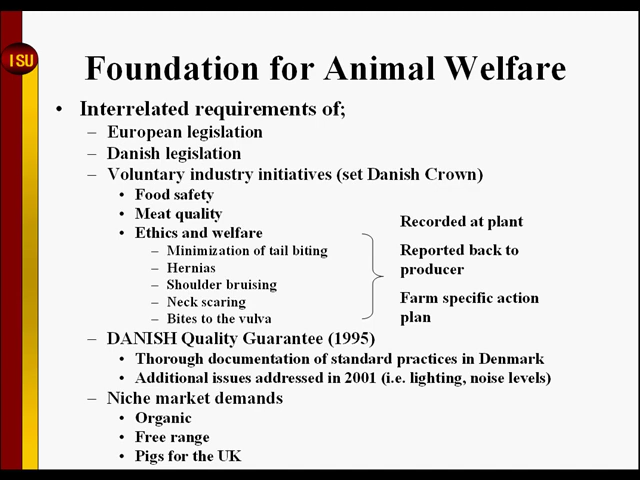 ISU
Foundation for Animal Welfare
• Interrelated requirements of;
– European legislation
– Danish legislation
– Voluntary industry initiatives (set Danish Crown)
• Food safety
• Meat quality
• Ethics and welfare
– Minimization of tail biting
– Hernias
– Shoulder bruising
– Neck scaring
– Bites to the vulva
Recorded at plant
Reported back to
producer
Farm specific action
plan
– DANISH Quality Guarantee (1995)
• Thorough documentation of standard practices in Denmark
• Additional issues addressed in 2001 (i.e. lighting, noise levels)
– Niche market demands
• Organic
• Free range
• Pigs for the UK